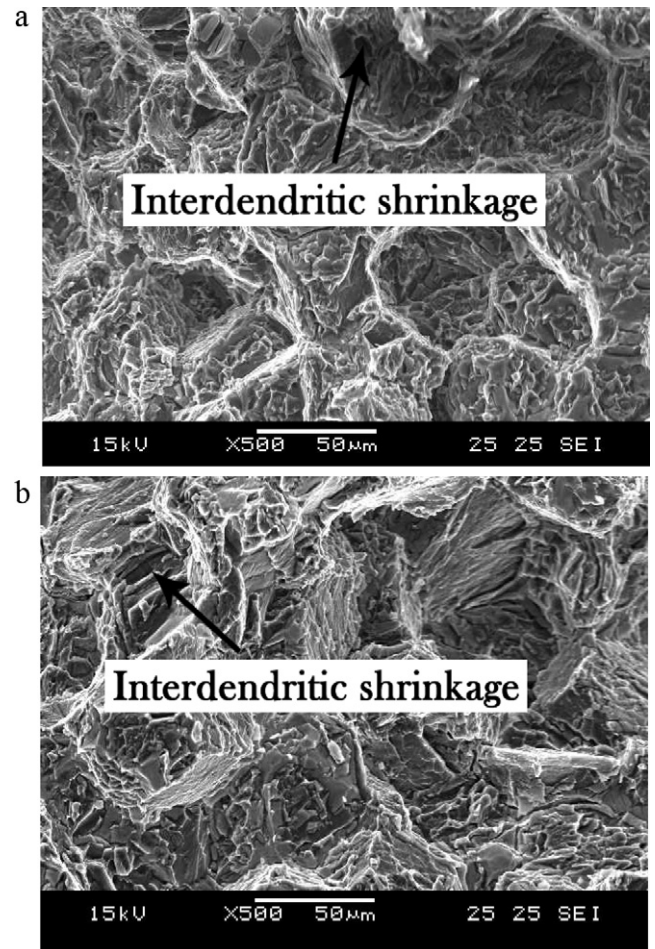 a
Interdendritic shrinkage
15kV X500 50µm 25 25 SEI
b
Interdendritic shrinkage
15kV X500 50µm 25 25 SEI